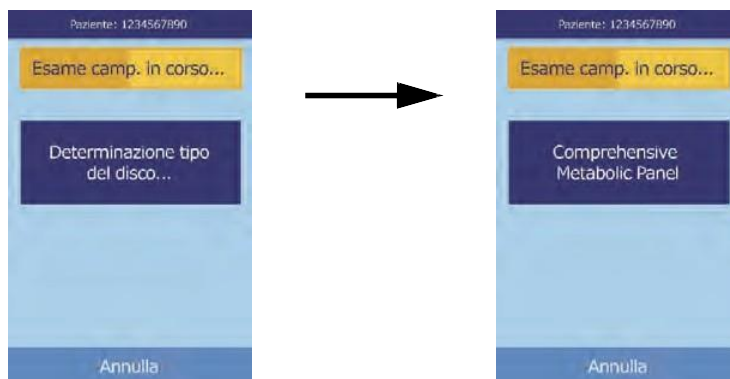 Paziente: 1234567890
Esame camp. in corso...
Determinazione tipo
del disco...
Annulla
Paziente: 1234567890
Esame camp. in corso...
Comprehensive
Metabolic Panel
Annulla